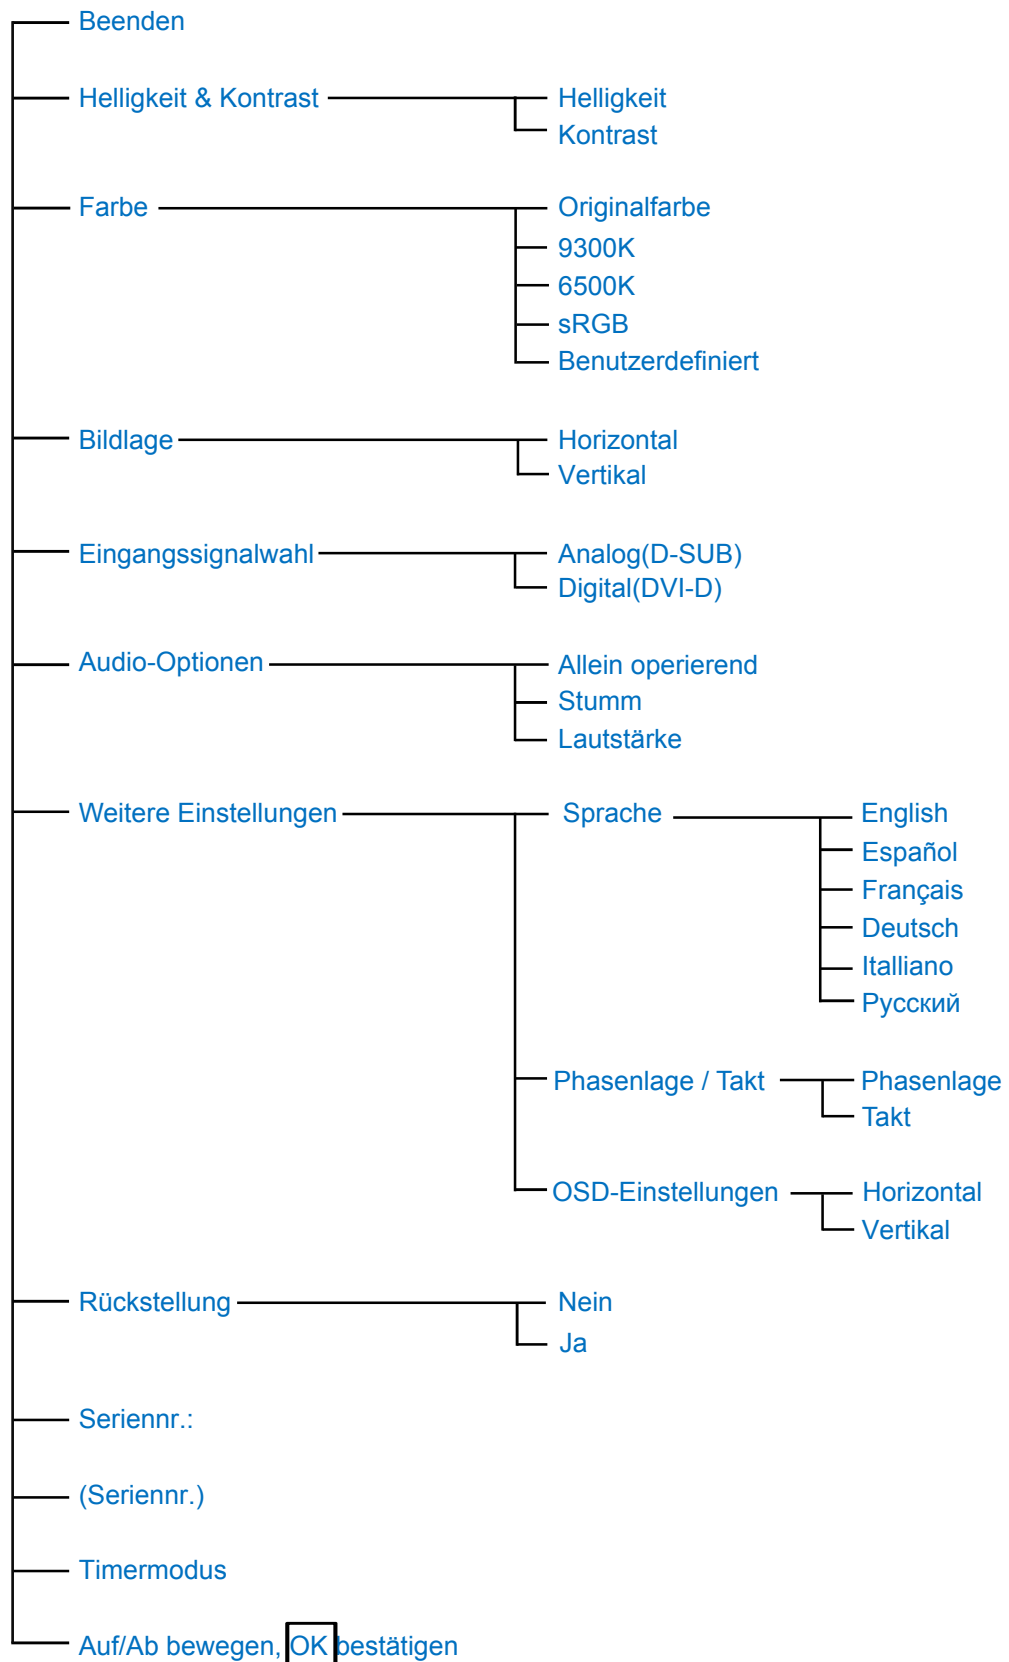 Beenden
Helligkeit & Kontrast
Helligkeit
Kontrast
Farbe
Originalfarbe
9300K
6500K
sRGB
Benutzerdefiniert
Bildlage
Horizontal
Vertikal
Eingangssignalwahl
Analog(D-SUB)
Digital(DVI-D)
Audio-Optionen
Allein operierend
Stumm
Lautstärke
Weitere Einstellungen
Sprache
English
Español
Français
Deutsch
Italliano
Русский
Phasenlage / Takt
Phasenlage
Takt
OSD-Einstellungen
Horizontal
Vertikal
Rückstellung
Nein
Ja
Seriennr.:
(Seriennr.)
Timermodus
Auf/Ab bewegen, OK bestätigen